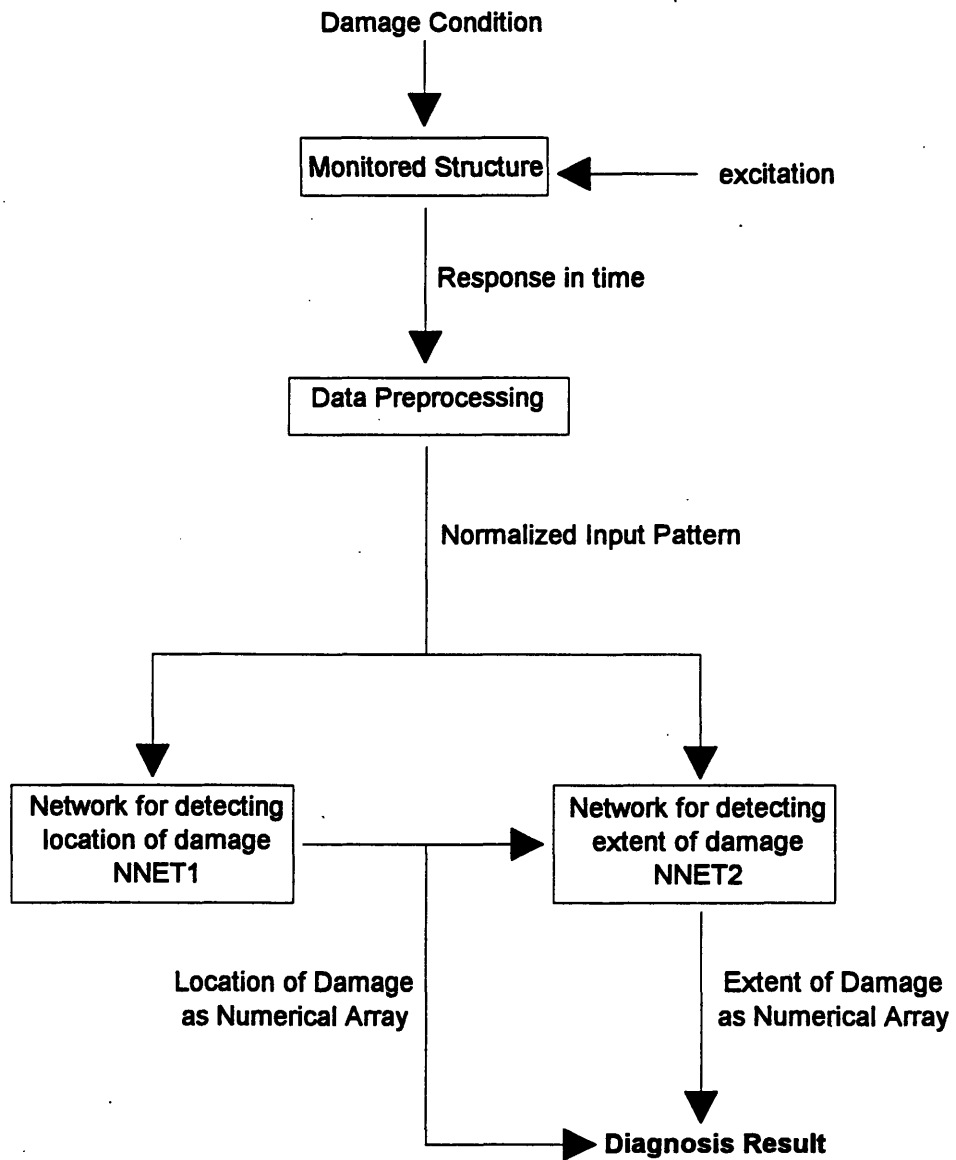 Damage Condition
Monitored Structure
excitation
Response in time
Data Preprocessing
Normalized Input Pattern
Network for detecting
location of damage
NNET1
Network for detecting
extent of damage
NNET2
Location of Damage
as Numerical Array
Extent of Damage
as Numerical Array
Diagnosis Result